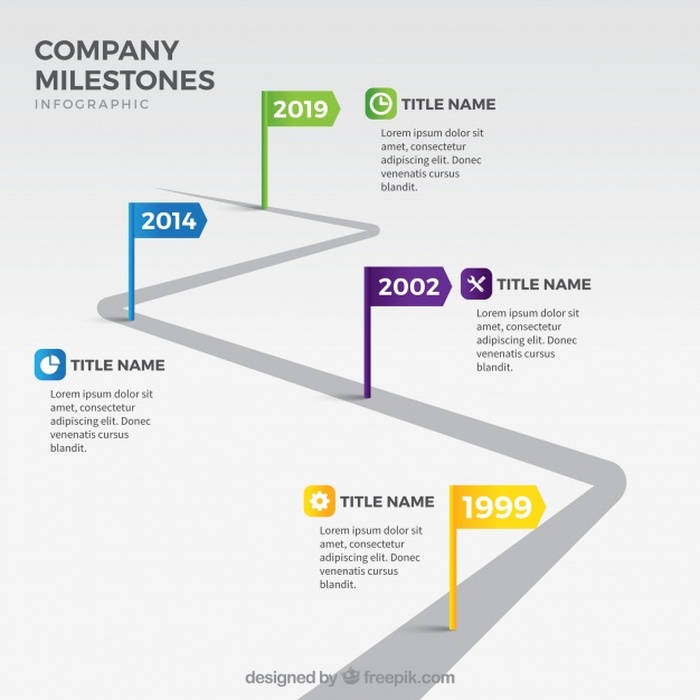 COMPANY
MILESTONES
INFOGRAPHIC
2019
TITLE NAME
Lorem ipsum dolor sit
amet, consectetur
adipiscing elit. Donec
venenatis cursus
blandit.
2014
TITLE NAME
Lorem ipsum dolor sit
amet, consectetur
adipiscing elit. Donec
venenatis cursus
blandit.
2002
TITLE NAME
Lorem ipsum dolor sit
amet, consectetur
adipiscing elit. Donec
venenatis cursus
blandit.
1999
TITLE NAME
Lorem ipsum dolor sit
amet, consectetur
adipiscing elit. Donec
venenatis cursus
blandit.
designed by freepik.com